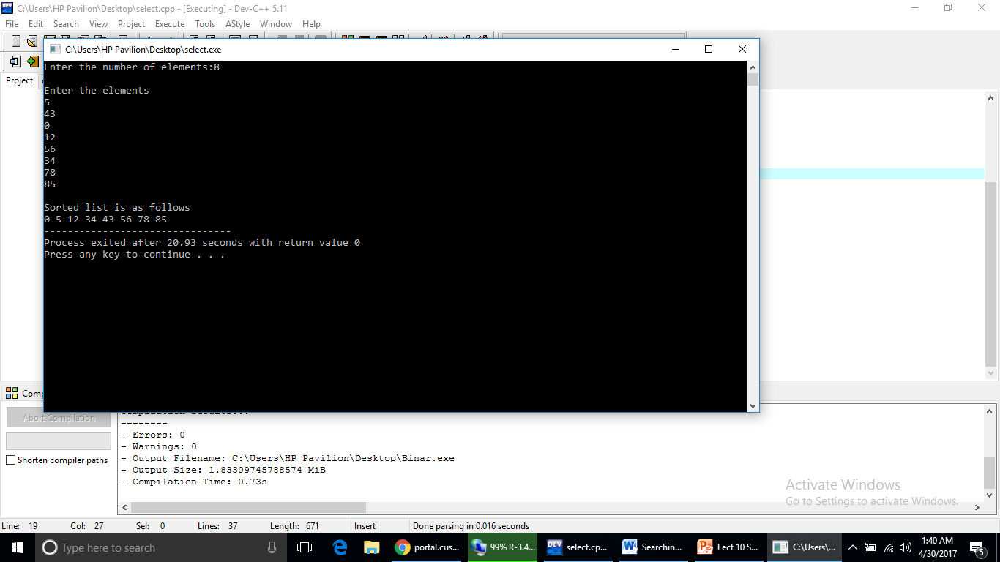 C:\Users\HP Pavilion\Desktop\select.cpp - [Executing] - Dev-C++ 5.11
File Edit Search View Project Execute Tools AStyle Window Help
C:\Users\HP Pavilion\Desktop\select.exe
Project
Enter the number of elements:8
Enter the elements
5
43
0
12
56
34
78
85
Sorted list is as follows
0 5 12 34 43 56 78 85
--------------------------------
Process exited after 20.93 seconds with return value 0
Press any key to continue . . .
Abort Compilation
Shorten compiler paths
--------
- Errors: 0
- Warnings: 0
- Output Filename: C:\Users\HP Pavilion\Desktop\Binar.exe
- Output Size: 1.83309745788574 MiB
- Compilation Time: 0.73s
Activate Windows
Go to Settings to activate Windows.
Line: 19 Col: 27 Sel: 0 Lines: 37 Length: 671 Insert Done parsing in 0.016 seconds
Type here to search
portal.cus...
99% R-3.4...
select.cp...
Searchin...
Lect 10 S...
C:\Users\...
1:40 AM
4/30/2017
5